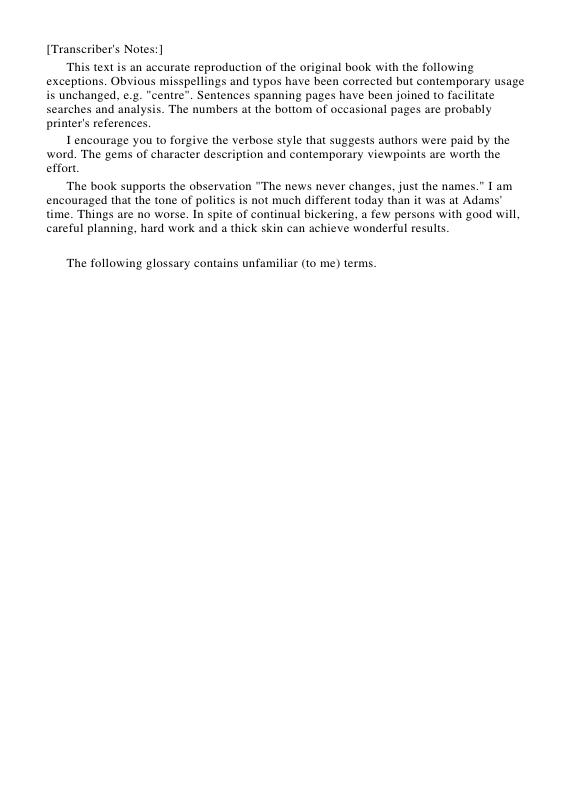 [Transcriber's Notes:]
This text is an accurate reproduction of the original book with the following
exceptions. Obvious misspellings and typos have been corrected but contemporary usage
is unchanged, e.g. "centre". Sentences spanning pages have been joined to facilitate
searches and analysis. The numbers at the bottom of occasional pages are probably
printer's references.
I encourage you to forgive the verbose style that suggests authors were paid by the
word. The gems of character description and contemporary viewpoints are worth the
effort.
The book supports the observation "The news never changes, just the names." I am
encouraged that the tone of politics is not much different today than it was at Adams'
time. Things are no worse. In spite of continual bickering, a few persons with good will,
careful planning, hard work and a thick skin can achieve wonderful results.
The following glossary contains unfamiliar (to me) terms.